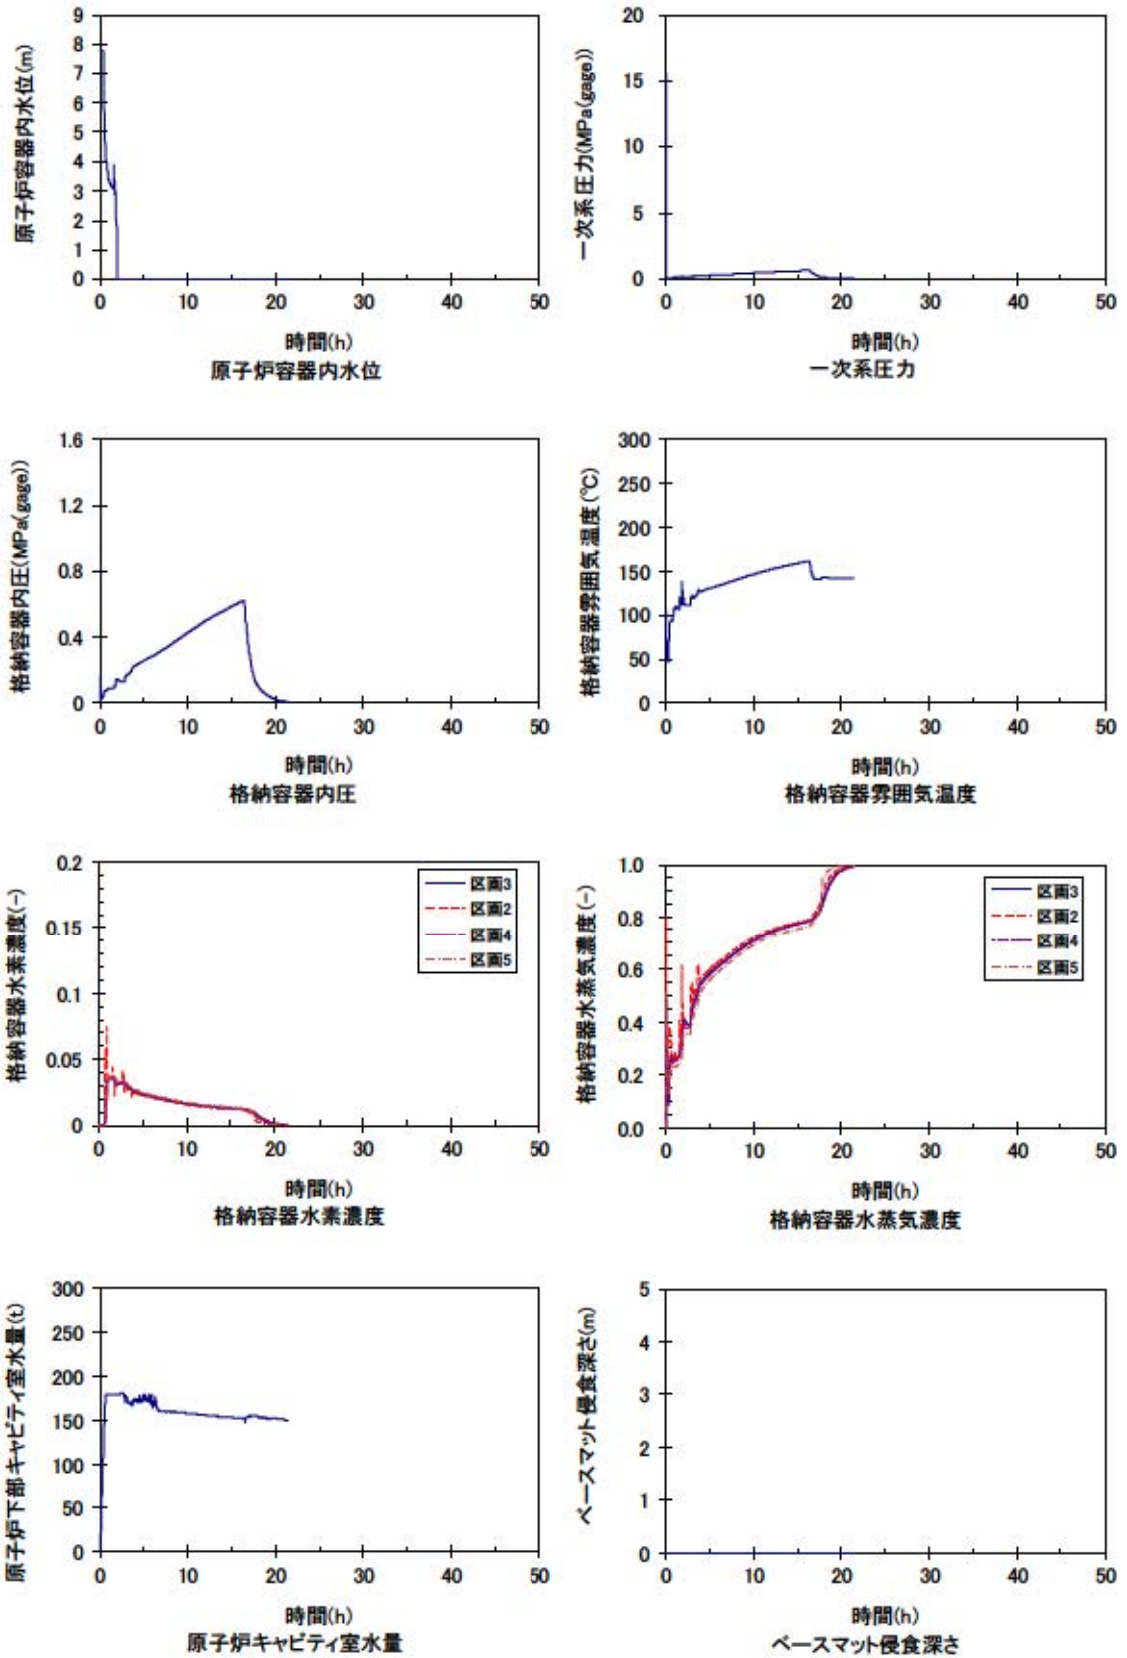 原子炉容器内水位(m)
9
8
7
6
5
4
3
2
1
0
0 10 20 30 40 50
時間(h)
原子炉容器内水位
一次系圧力(MPa(gage))
20
15
10
5
0
0 10 20 30 40 50
時間(h)
一次系圧力
格納容器内圧(MPa(gage))
1.6
1.2
0.8
0.4
0
0 10 20 30 40 50
時間(h)
格納容器内圧
格納容器雰囲気温度(℃)
300
250
200
150
100
50
0
0 10 20 30 40 50
時間(h)
格納容器雰囲気温度
格納容器水素濃度(-)
0.2
0.15
0.1
0.05
0
区画3
区画2
区画4
区画5
0 10 20 30 40 50
時間(h)
格納容器水素濃度
格納容器水蒸気濃度(-)
1.0
0.8
0.6
0.4
0.2
0.0
区画3
区画2
区画4
区画5
0 10 20 30 40 50
時間(h)
格納容器水蒸気濃度
原子炉下部キャビティ室水量(t)
300
250
200
150
100
50
0
0 10 20 30 40 50
時間(h)
原子炉キャビティ室水量
ベースマット侵食深さ(m)
5
4
3
2
1
0
0 10 20 30 40 50
時間(h)
ベースマット侵食深さ